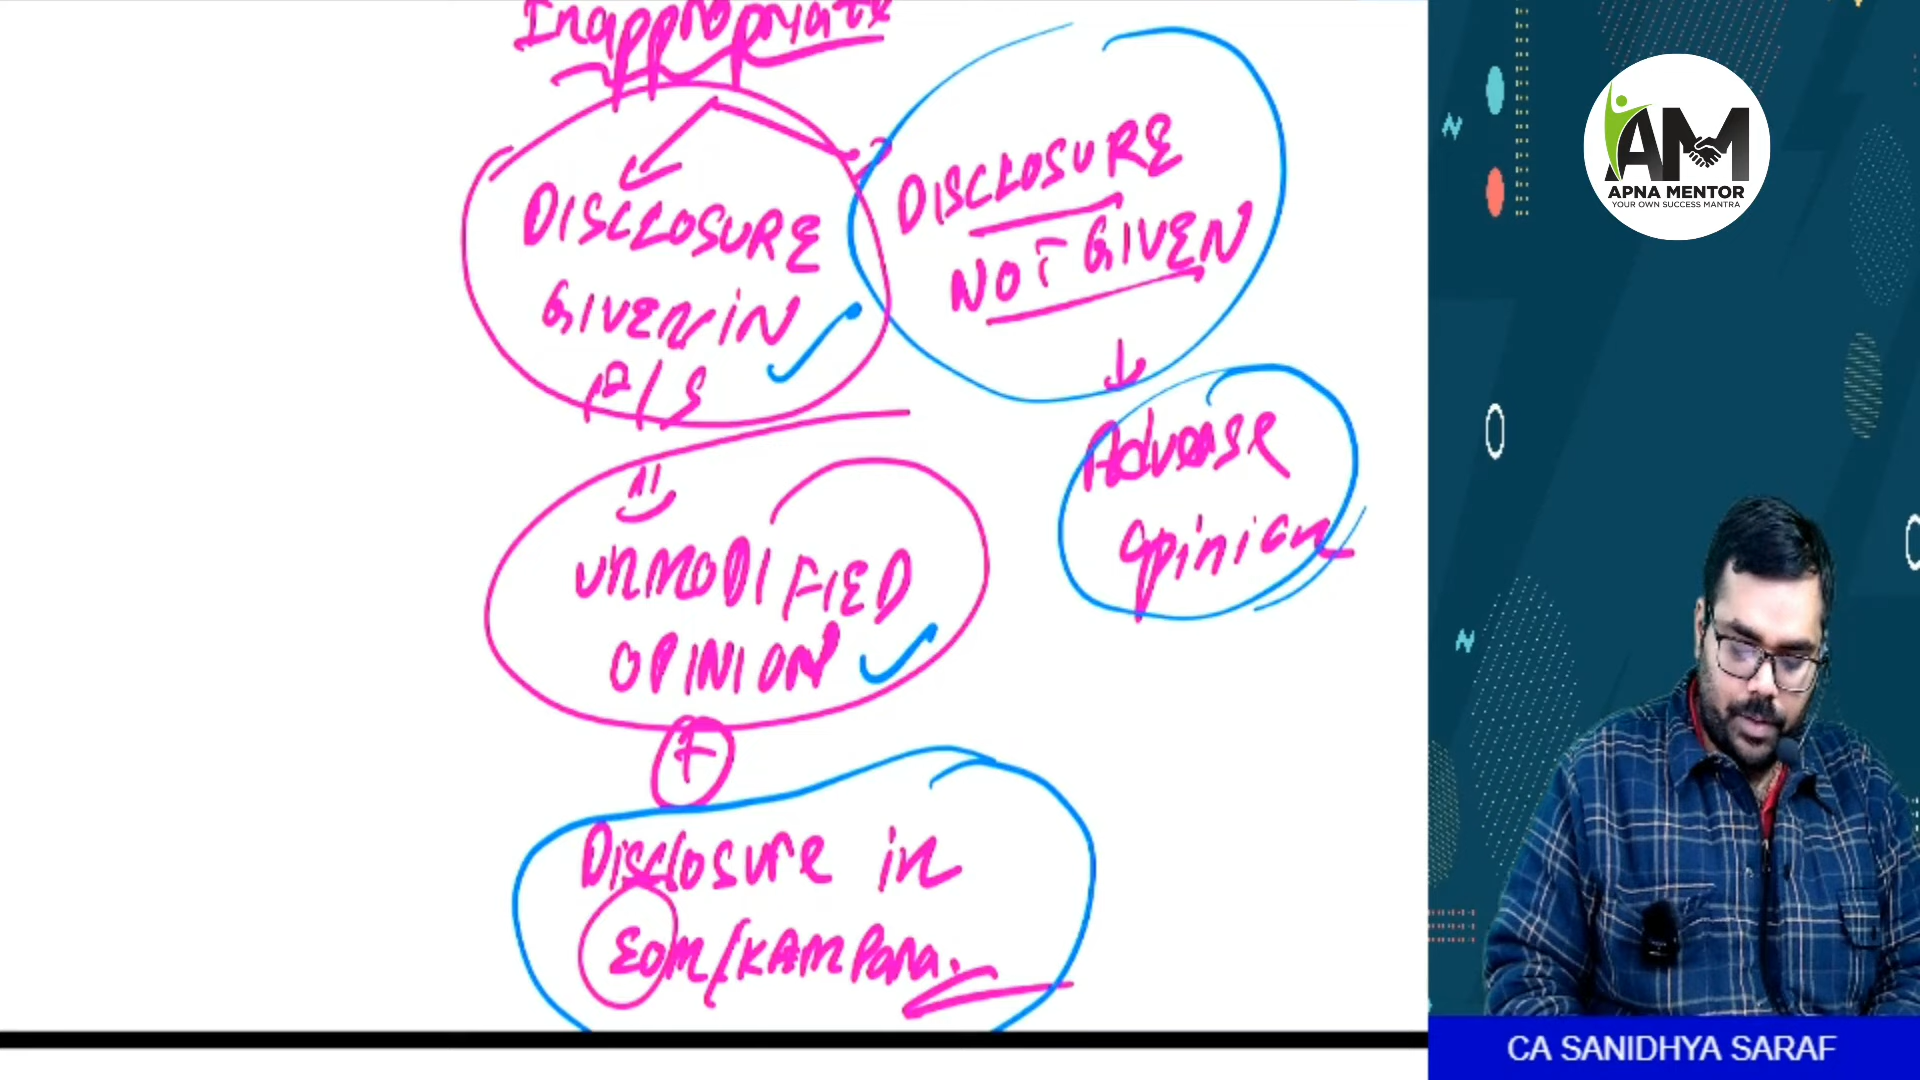 Inappropriate
DISCLOSURE
GIVEN IN
F/S
DISCLOSURE
NOT GIVEN
Adverse
opinion
UNMODIFIED
OPINION
+
Disclosure in
EOM/KAM Para.
AM
APNA MENTOR
YOUR OWN SUCCESS MANTRA
CA SANIDHYA SARAF